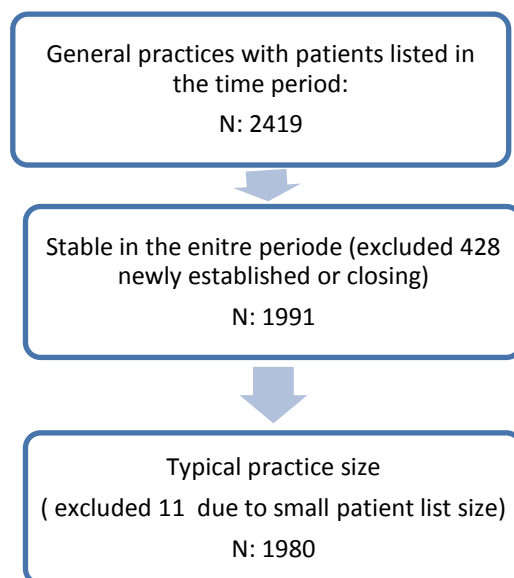 General practices with patients listed in
the time period:
N: 2419
Stable in the enitre periode (excluded 428
newly established or closing)
N: 1991
Typical practice size
( excluded 11  due to small patient list size)
N: 1980